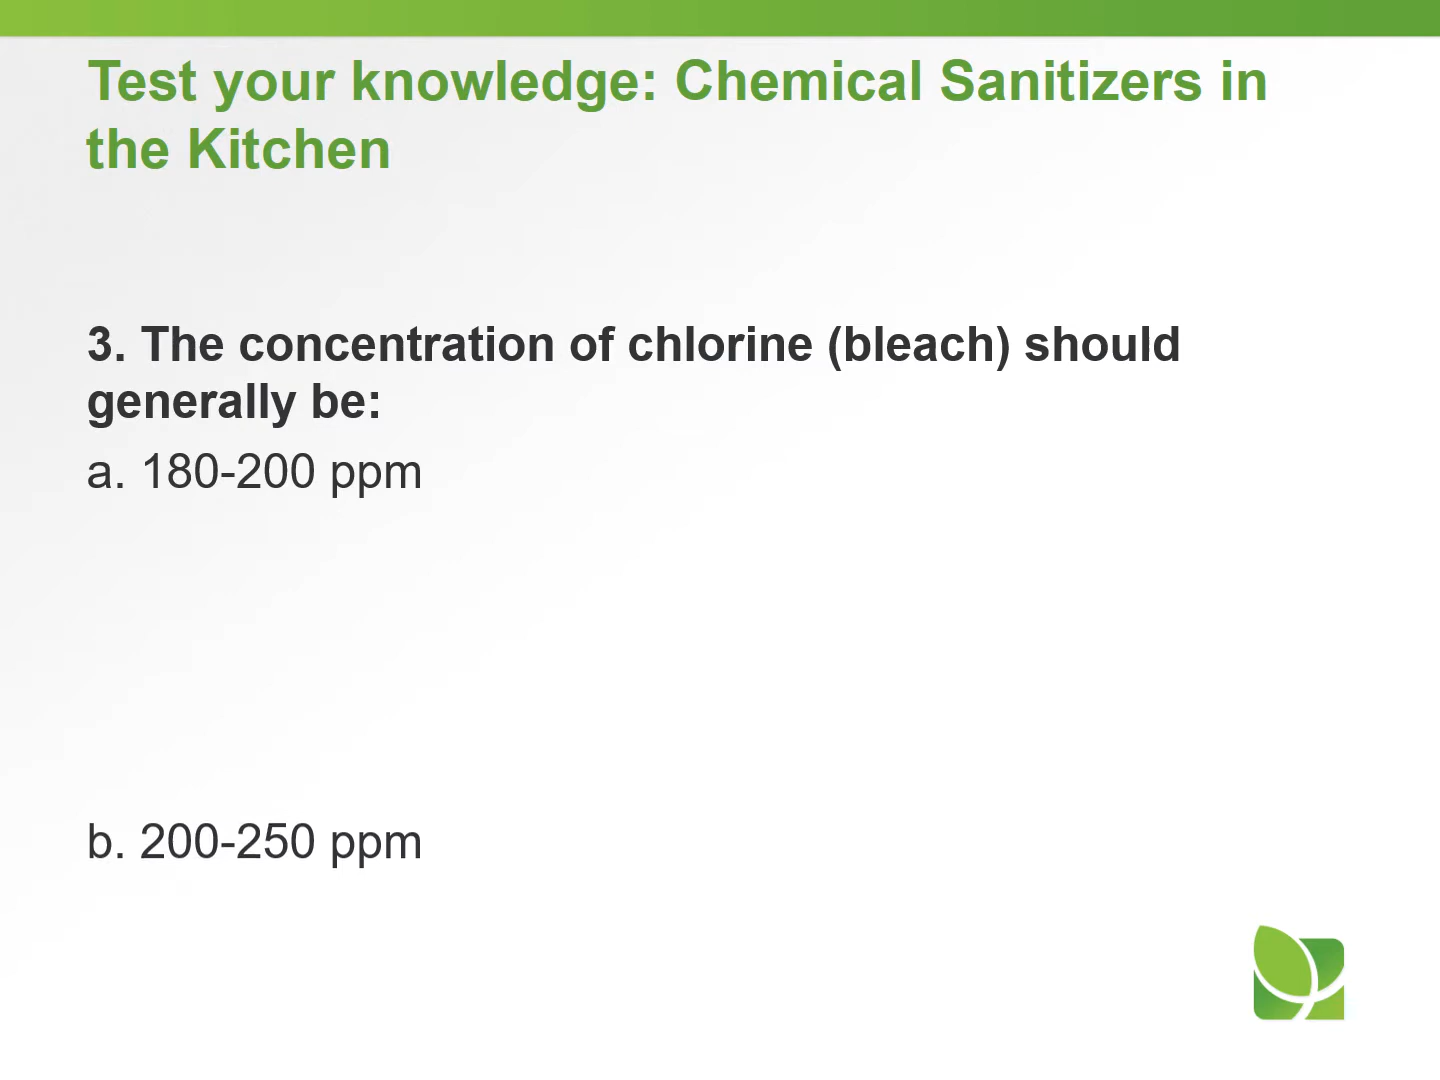 Test your knowledge: Chemical Sanitizers in
the Kitchen
3. The concentration of chlorine (bleach) should
generally be:
a. 180-200 ppm
b. 200-250 ppm